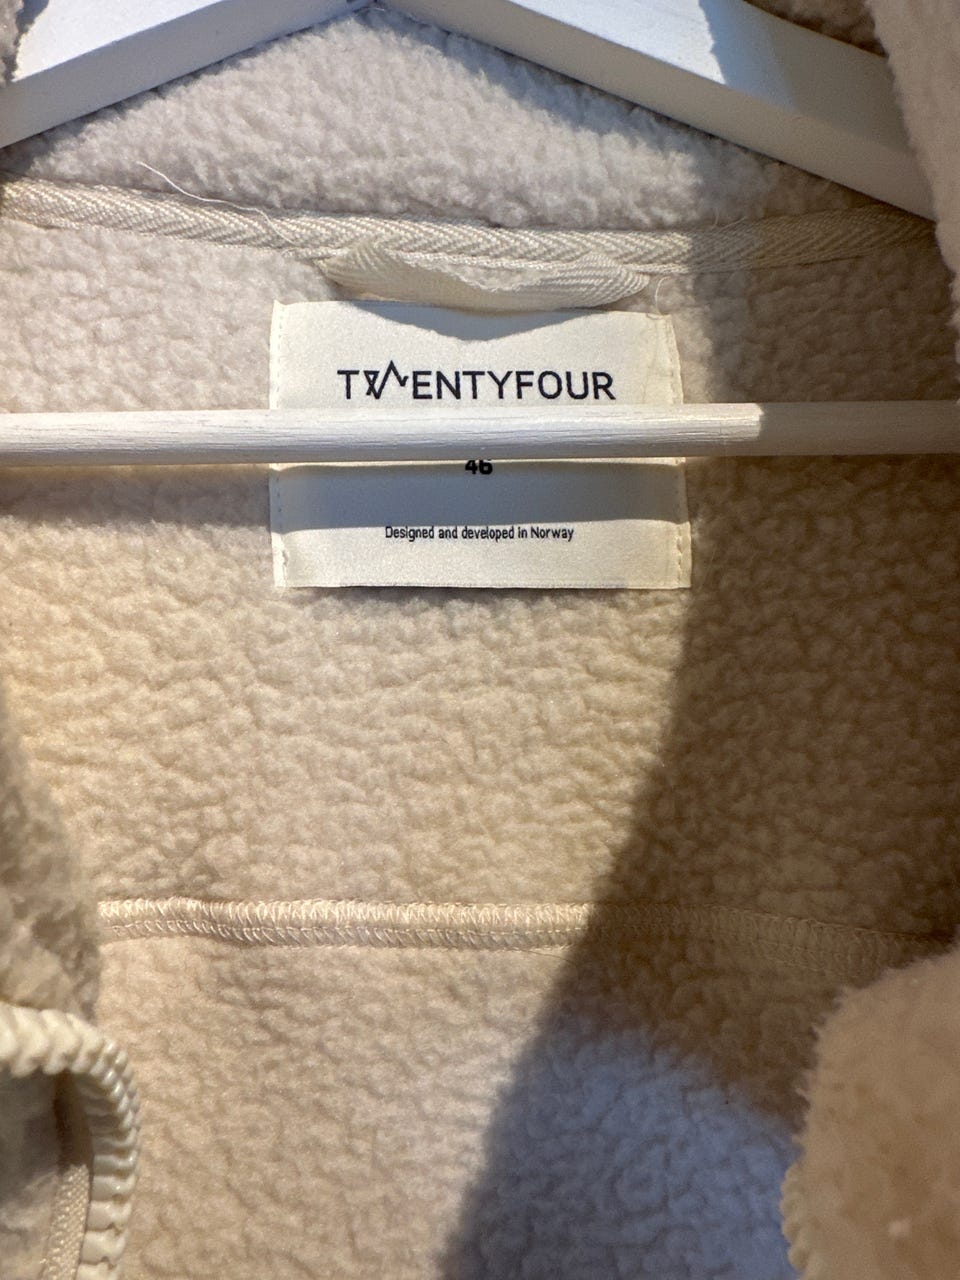 TWENTYFOUR
46
Designed and developed in Norway